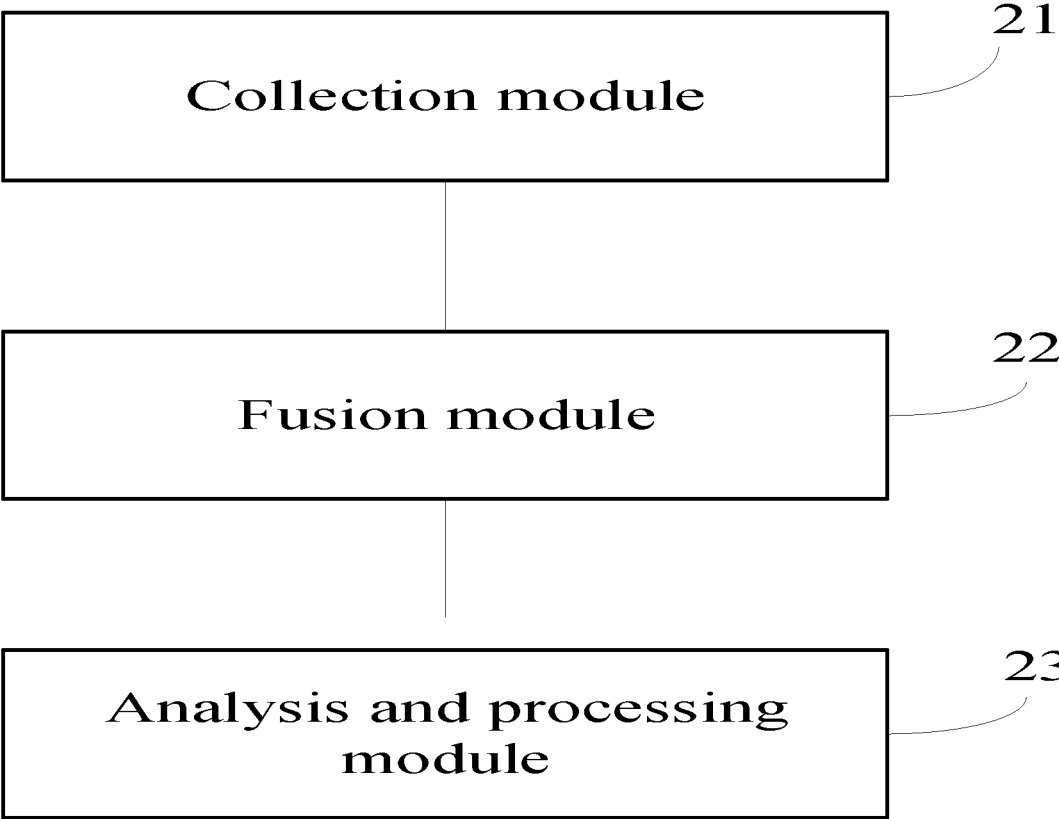 21
Collection module
22
Fusion module
23
Analysis and processing
module